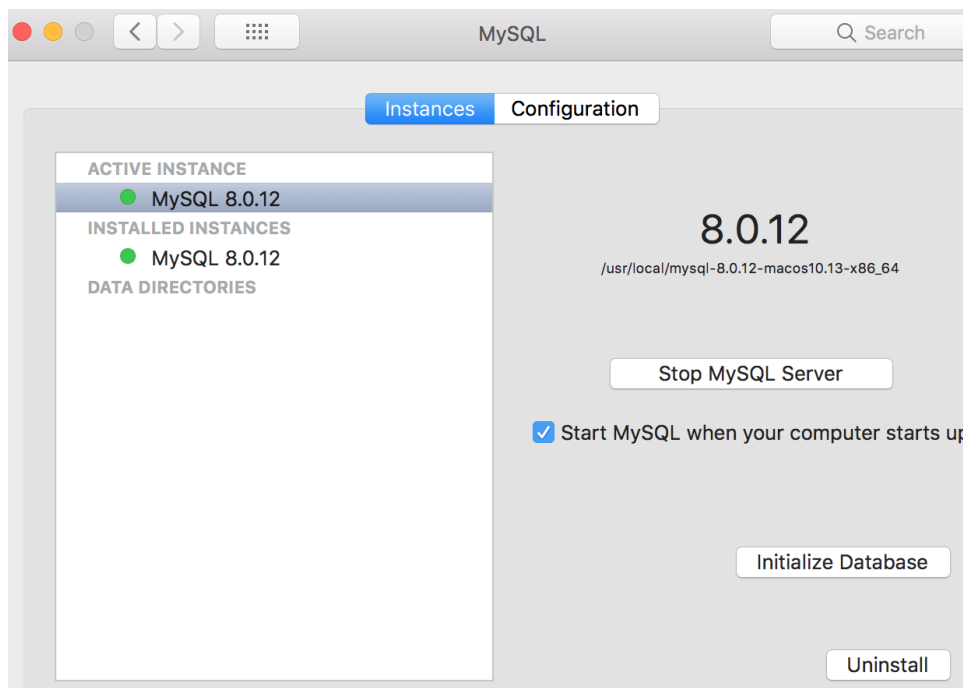 MySQL
Search
Instances
Configuration
ACTIVE INSTANCE
MySQL 8.0.12
INSTALLED INSTANCES
MySQL 8.0.12
DATA DIRECTORIES
8.0.12
/usr/local/mysql-8.0.12-macos10.13-x86_64
Stop MySQL Server
Start MySQL when your computer starts up
Initialize Database
Uninstall